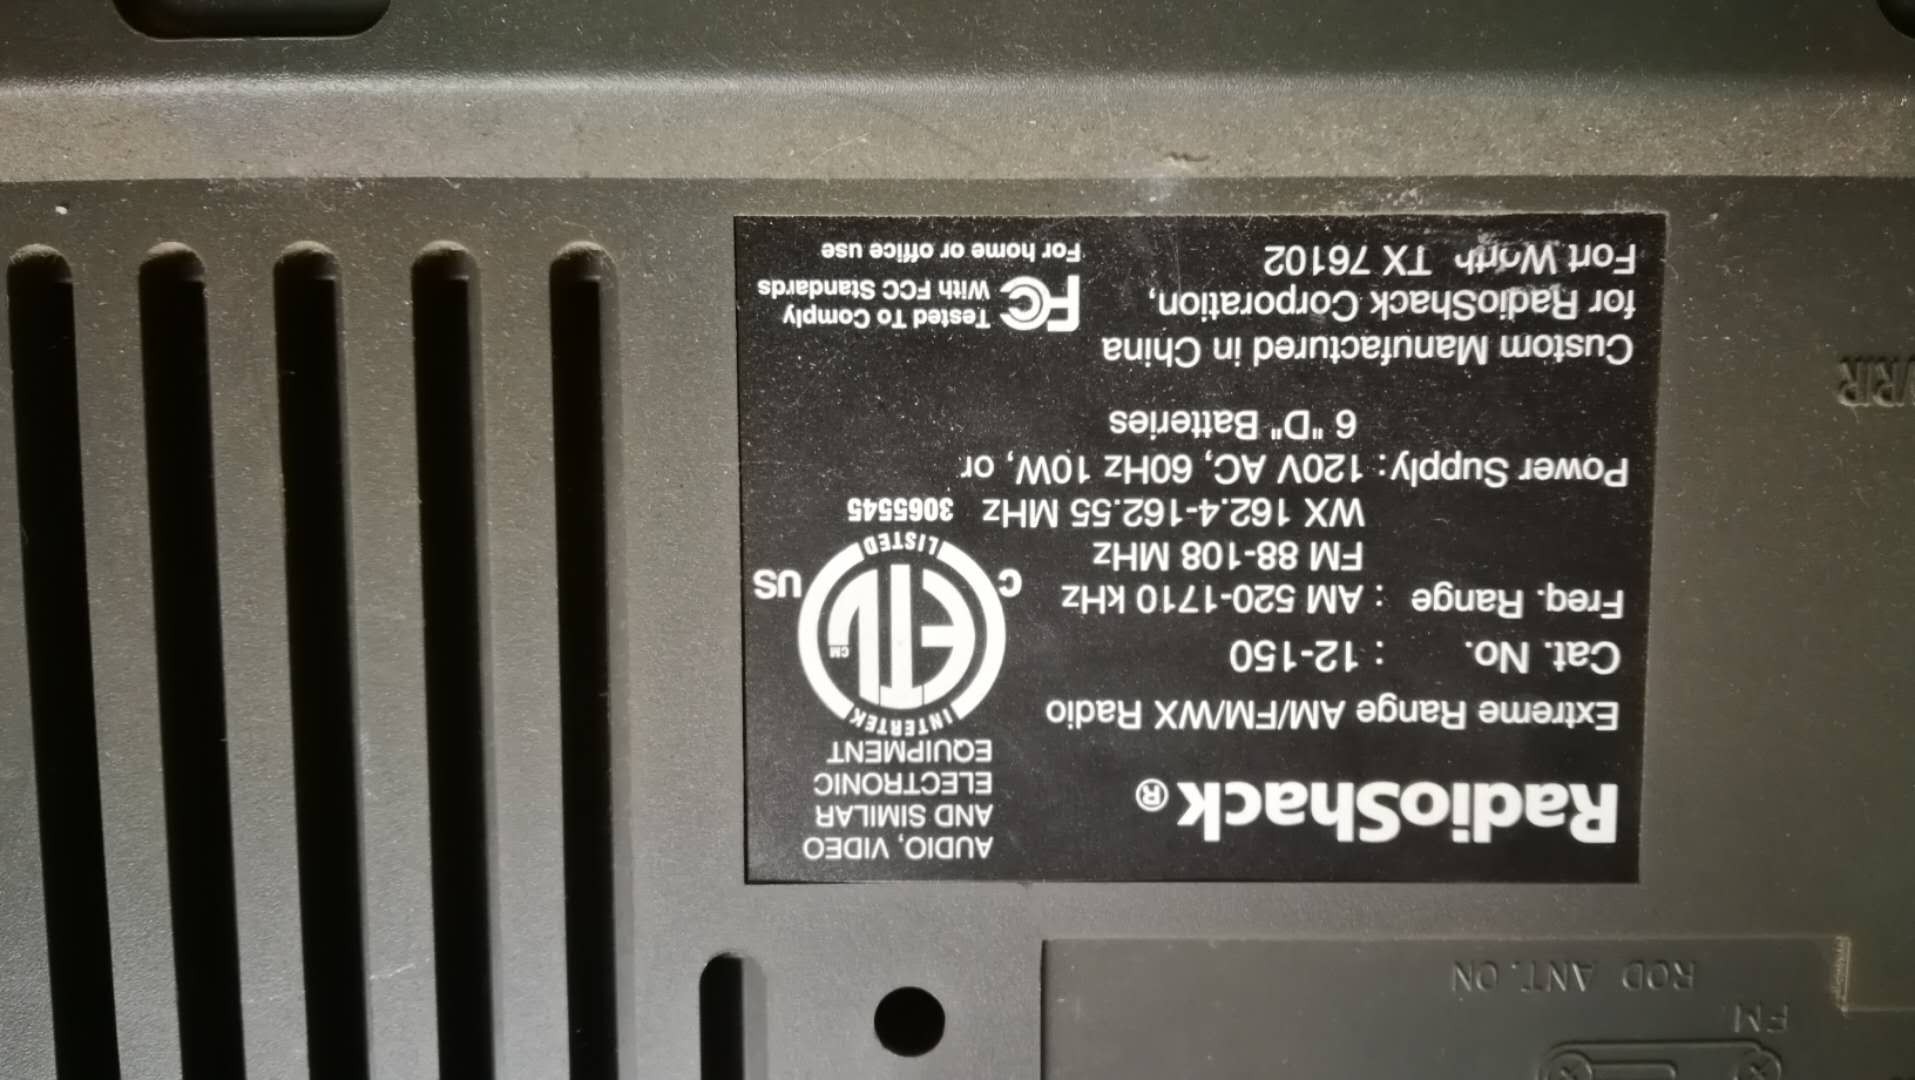 RadioShack®
Extreme Range AM/FM/WX Radio
Cat. No. : 12-150
Freq. Range : AM 520-1710 kHz
FM 88-108 MHz
WX 162.4-162.55 MHz
Power Supply: 120V AC, 60Hz 10W, or
6 "D" Batteries
Custom Manufactured in China
for RadioShack Corporation,
Fort Worth TX 76102
AUDIO, VIDEO
AND SIMILAR
ELECTRONIC
EQUIPMENT
INTERTEK
ETL CM
C US
LISTED
3065545
FC Tested To Comply
With FCC Standards
For home or office use
FM
ROD ANT. ON